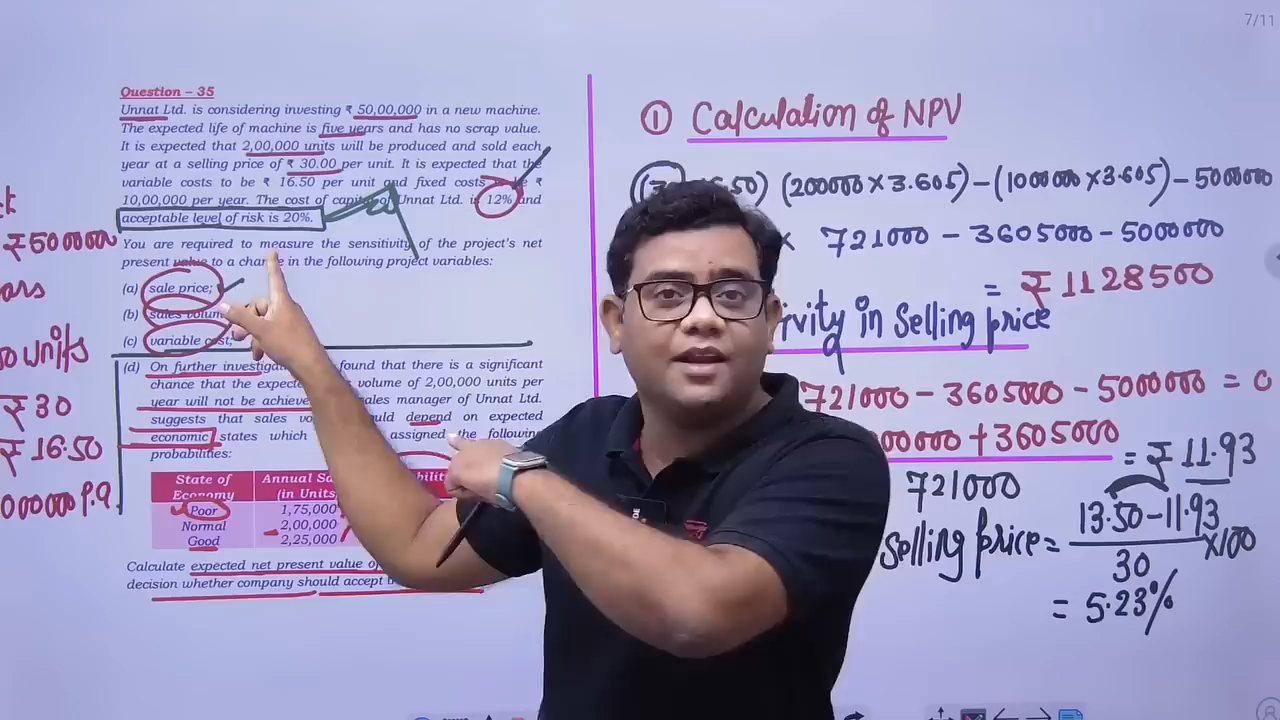 7/11
Question – 35
Unnat Ltd. is considering investing ₹ 50,00,000 in a new machine.
The expected life of machine is five years and has no scrap value.
It is expected that 2,00,000 units will be produced and sold each
year at a selling price of ₹ 30.00 per unit. It is expected that the
variable costs to be ₹ 16.50 per unit and fixed costs to be ₹
10,00,000 per year. The cost of capital of Unnat Ltd. is 12% and
acceptable level of risk is 20%.
You are required to measure the sensitivity of the project's net
present value to a change in the following project variables:
(a) sale price;
(b) sales volum
(c) variable cost;
(d) On further investiga found that there is a significant
chance that the expecte volume of 2,00,000 units per
year will not be achieve sales manager of Unnat Ltd.
suggests that sales vo uld depend on expected
economic states which assigned the following
probabilities:
State of Economy
Annual Sa (in Units
Poor 1,75,000
Normal 2,00,000
Good 2,25,000
Calculate expected net present value of
decision whether company should accept
₹500000
ars
units
₹30
₹16.50
000000 P.a
① Calculation of NPV
.50) (200000 × 3.605) – (1000000 × 3.605) – 5000000
× 721000 – 3605000 – 5000000
= ₹1128500
ivity in Selling price
721000 – 3605000 – 5000000 = 0
00000 + 3605000
721000
= ₹ 11.93
Selling price = 13.50 – 11.93
30
×100
= 5.23%